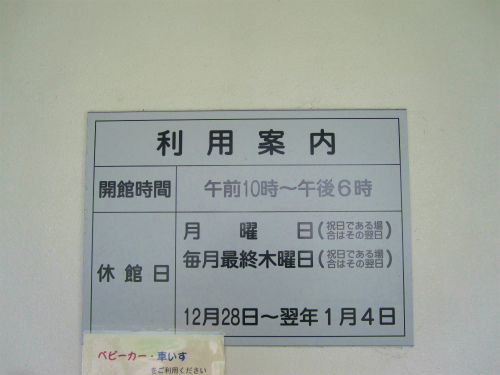 利用案内
開館時間 午前10時～午後6時
休館日
月曜日(祝日である場合はその翌日)
毎月最終木曜日(祝日である場合はその翌日)
12月28日～翌年1月4日
ベビーカー・車いす
をご利用ください